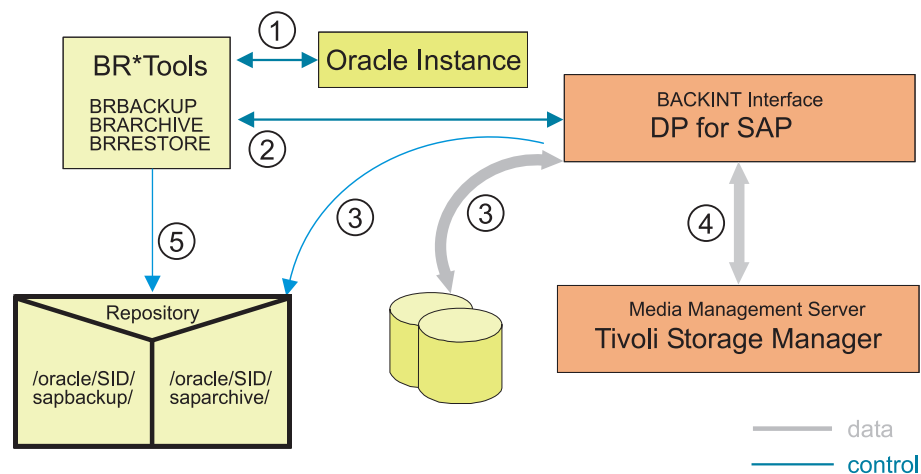 1
BR*Tools
BRBACKUP
BRARCHIVE
BRRESTORE
Oracle Instance
BACKINT Interface
DP for SAP
2
3
3
4
5
Repository
/oracle/SID/
sapbackup/
/oracle/SID/
saparchive/
Media Management Server
Tivoli Storage Manager
data
control